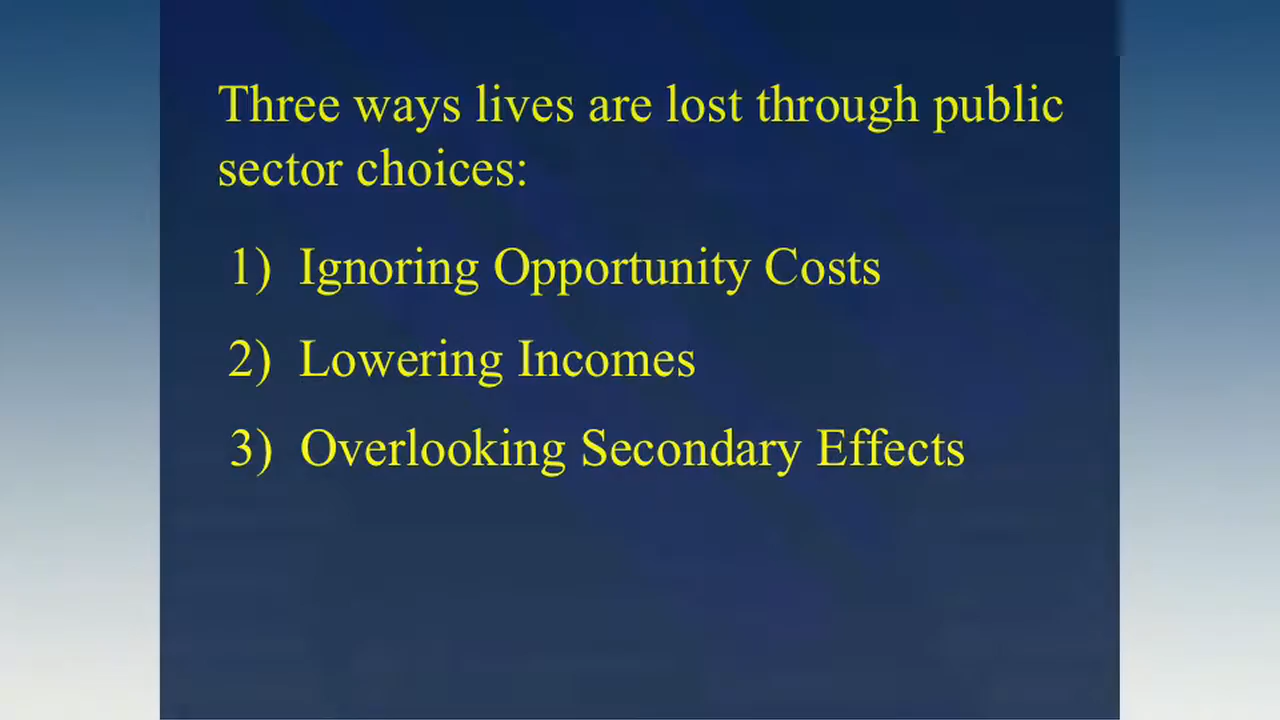 Three ways lives are lost through public
sector choices:
1) Ignoring Opportunity Costs
2) Lowering Incomes
3) Overlooking Secondary Effects